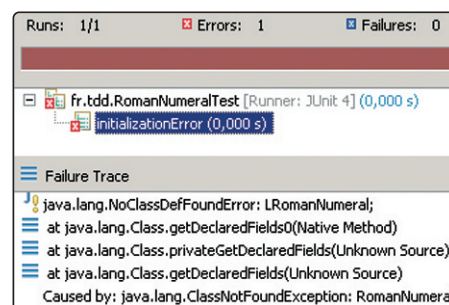 Runs: 1/1 Errors: 1 Failures: 0
fr.tdd.RomanNumeralTest [Runner: JUnit 4] (0,000 s)
initializationError (0,000 s)
Failure Trace
java.lang.NoClassDefFoundError: LRomanNumeral;
at java.lang.Class.getDeclaredFields0(Native Method)
at java.lang.Class.privateGetDeclaredFields(Unknown Source)
at java.lang.Class.getDeclaredFields(Unknown Source)
Caused by: java.lang.ClassNotFoundException: RomanNumera